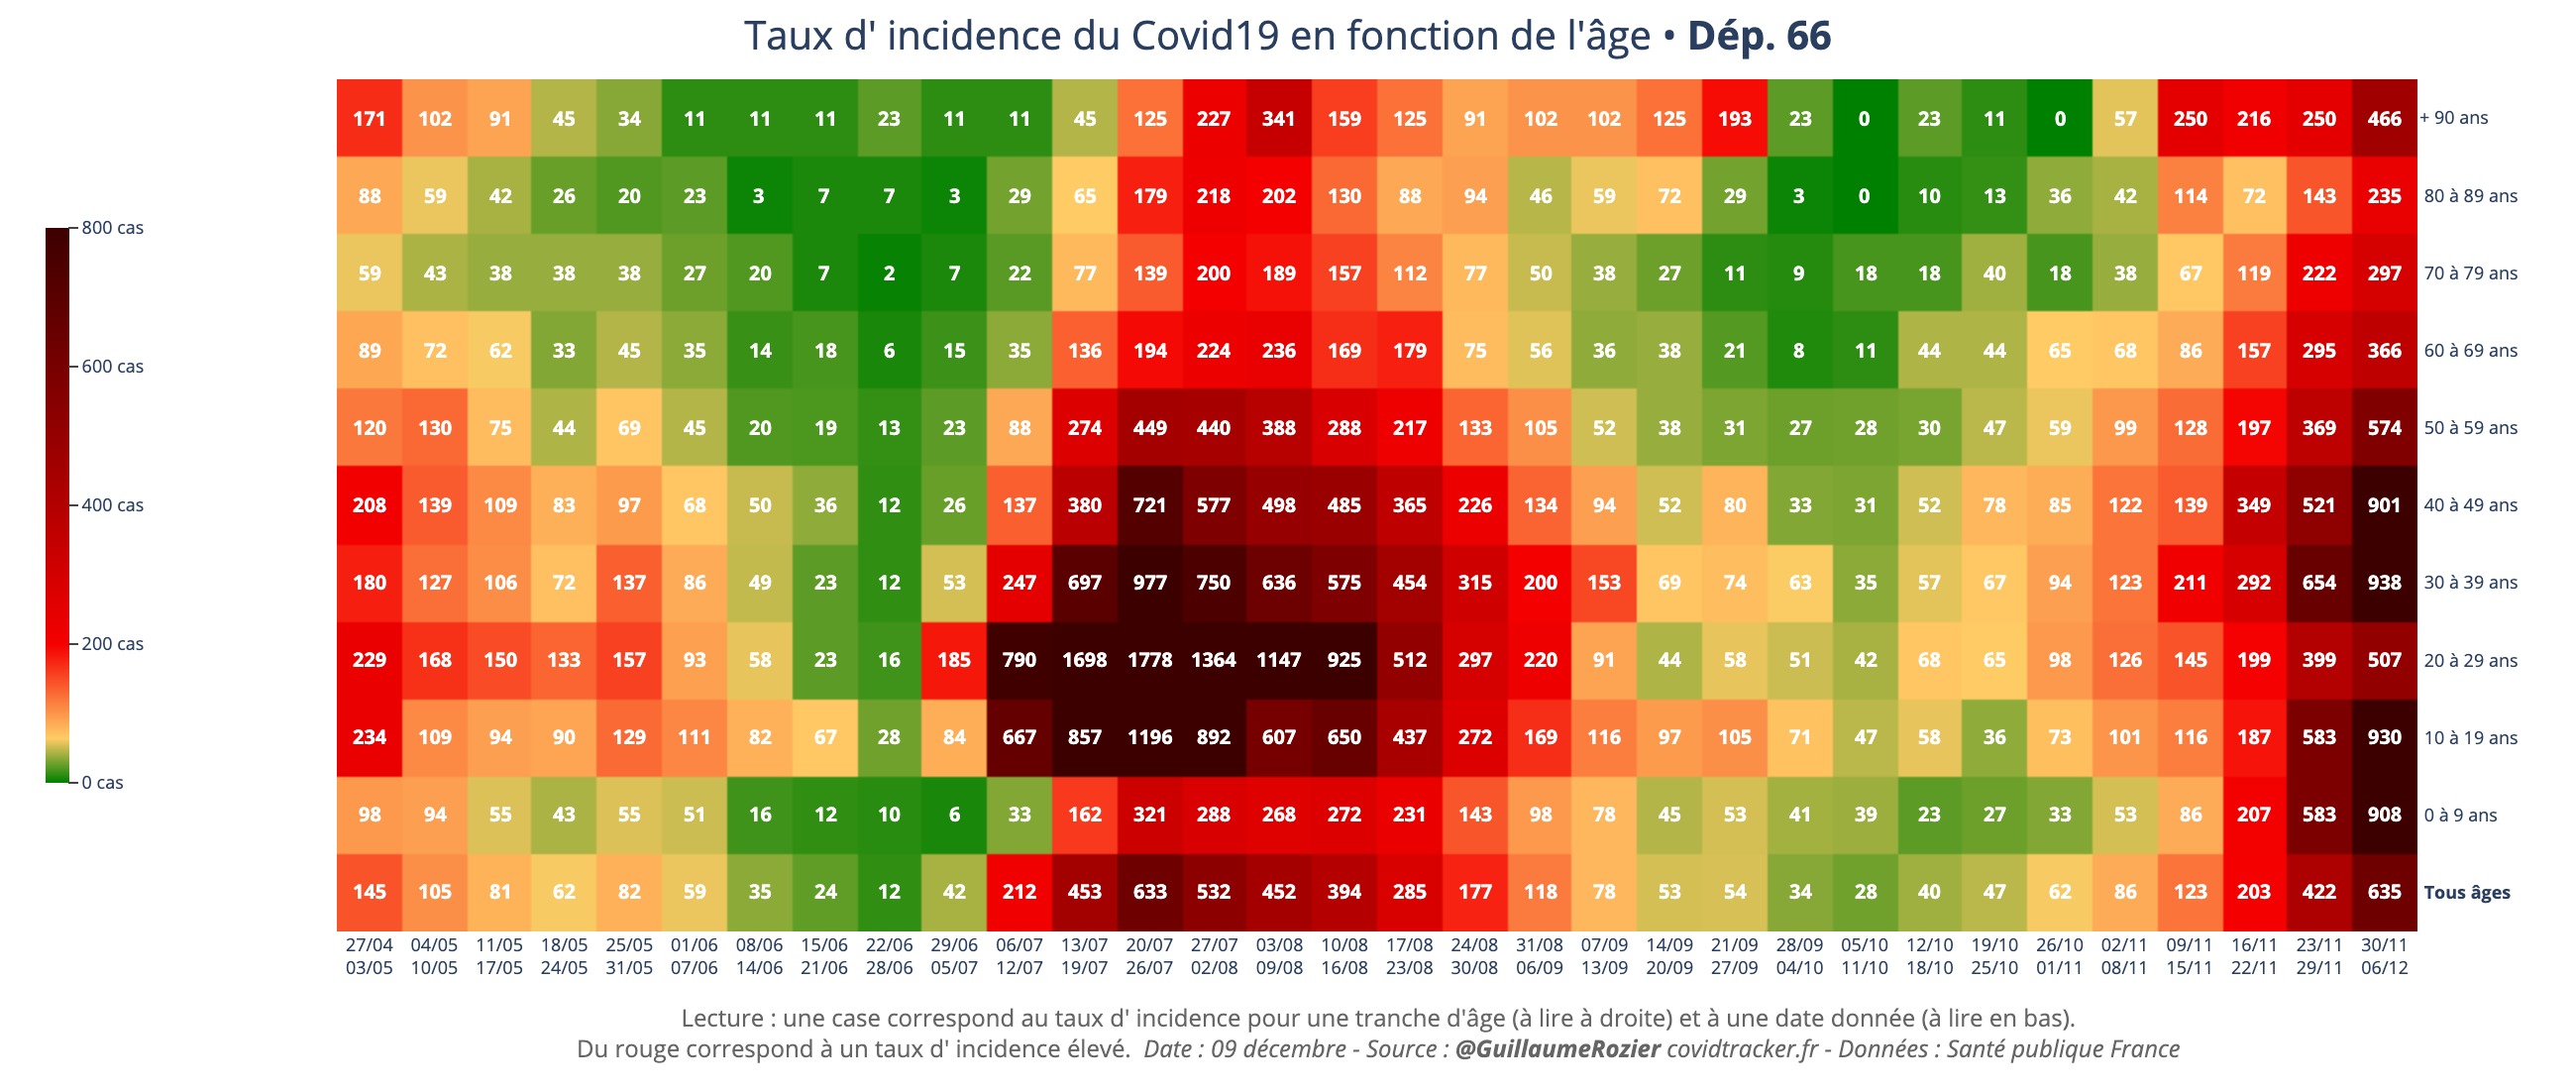 Taux d' incidence du Covid19 en fonction de l'âge • Dép. 66
800 cas
600 cas
400 cas
200 cas
0 cas
171 102 91 45 34 11 11 11 23 11 11 45 125 227 341 159 125 91 102 102 125 193 23 0 23 11 0 57 250 216 250 466 + 90 ans
88 59 42 26 20 23 3 7 7 3 29 65 179 218 202 130 88 94 46 59 72 29 3 0 10 13 36 42 114 72 143 235 80 à 89 ans
59 43 38 38 38 27 20 7 2 7 22 77 139 200 189 157 112 77 50 38 27 11 9 18 18 40 18 38 67 119 222 297 70 à 79 ans
89 72 62 33 45 35 14 18 6 15 35 136 194 224 236 169 179 75 56 36 38 21 8 11 44 44 65 68 86 157 295 366 60 à 69 ans
120 130 75 44 69 45 20 19 13 23 88 274 449 440 388 288 217 133 105 52 38 31 27 28 30 47 59 99 128 197 369 574 50 à 59 ans
208 139 109 83 97 68 50 36 12 26 137 380 721 577 498 485 365 226 134 94 52 80 33 31 52 78 85 122 139 349 521 901 40 à 49 ans
180 127 106 72 137 86 49 23 12 53 247 697 977 750 636 575 454 315 200 153 69 74 63 35 57 67 94 123 211 292 654 938 30 à 39 ans
229 168 150 133 157 93 58 23 16 185 790 1698 1778 1364 1147 925 512 297 220 91 44 58 51 42 68 65 98 126 145 199 399 507 20 à 29 ans
234 109 94 90 129 111 82 67 28 84 667 857 1196 892 607 650 437 272 169 116 97 105 71 47 58 36 73 101 116 187 583 930 10 à 19 ans
98 94 55 43 55 51 16 12 10 6 33 162 321 288 268 272 231 143 98 78 45 53 41 39 23 27 33 53 86 207 583 908 0 à 9 ans
145 105 81 62 82 59 35 24 12 42 212 453 633 532 452 394 285 177 118 78 53 54 34 28 40 47 62 86 123 203 422 635 Tous âges
27/04 04/05 11/05 18/05 25/05 01/06 08/06 15/06 22/06 29/06 06/07 13/07 20/07 27/07 03/08 10/08 17/08 24/08 31/08 07/09 14/09 21/09 28/09 05/10 12/10 19/10 26/10 02/11 09/11 16/11 23/11 30/11
03/05 10/05 17/05 24/05 31/05 07/06 14/06 21/06 28/06 05/07 12/07 19/07 26/07 02/08 09/08 16/08 23/08 30/08 06/09 13/09 20/09 27/09 04/10 11/10 18/10 25/10 01/11 08/11 15/11 22/11 29/11 06/12
Lecture : une case correspond au taux d' incidence pour une tranche d'âge (à lire à droite) et à une date donnée (à lire en bas).
Du rouge correspond à un taux d' incidence élevé. Date : 09 décembre - Source : @GuillaumeRozier covidtracker.fr - Données : Santé publique France